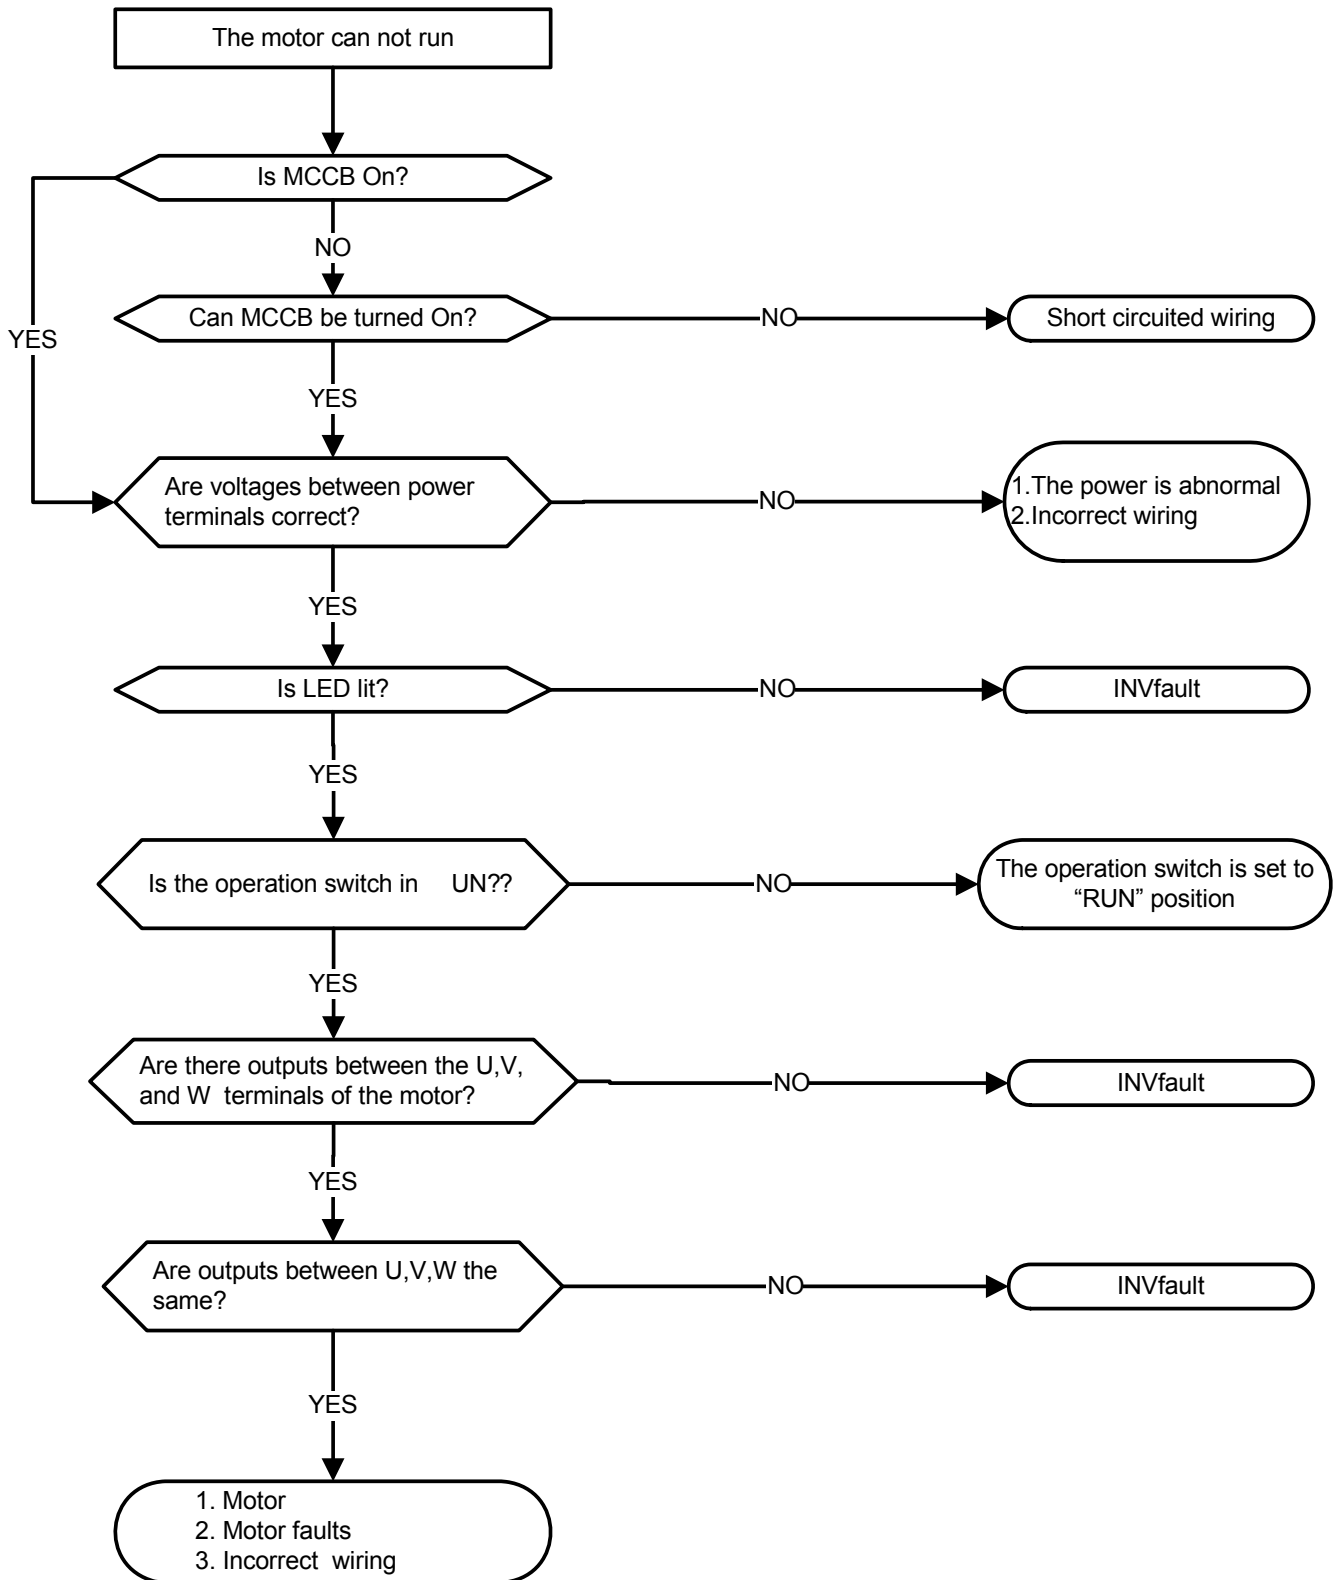 The motor can not run
Is MCCB On?
NO
Can MCCB be turned On?
NO
Short circuited wiring
YES
YES
Are voltages between power
terminals correct?
NO
1.The power is abnormal
2.Incorrect wiring
YES
Is LED lit?
NO
INVfault
YES
Is the operation switch in UN??
NO
The operation switch is set to
“RUN” position
YES
Are there outputs between the U,V,
and W terminals of the motor?
NO
INVfault
YES
Are outputs between U,V,W the
same?
NO
INVfault
YES
1. Motor
2. Motor faults
3. Incorrect wiring